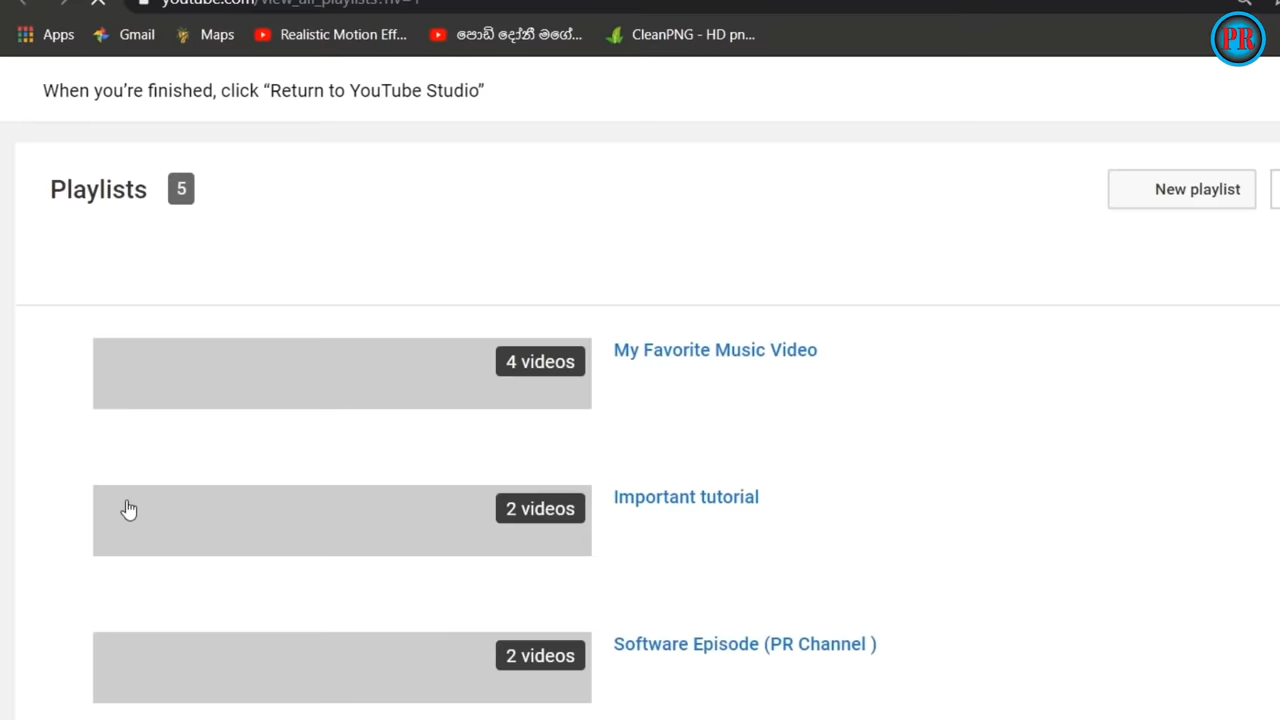 Apps Gmail Maps Realistic Motion Eff... පොඩි දෝනී මගේ... CleanPNG - HD pn...
PR
When you're finished, click “Return to YouTube Studio”
Playlists 5 New playlist
4 videos My Favorite Music Video
2 videos Important tutorial
2 videos Software Episode (PR Channel )